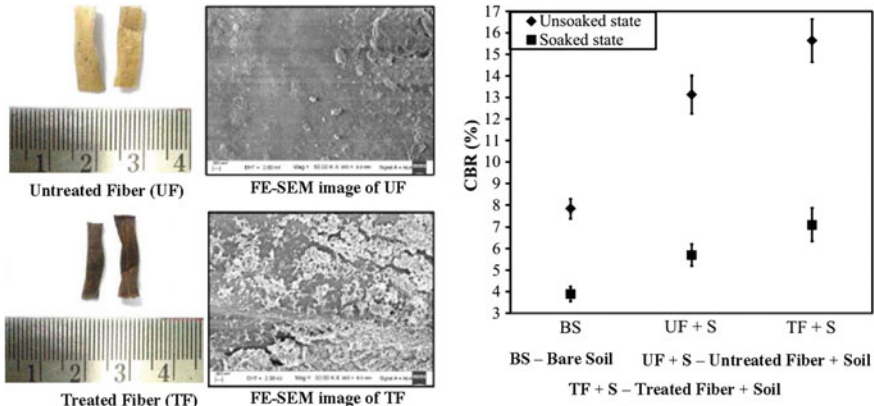 1 2 3 4
Untreated Fiber (UF)
FE-SEM image of UF
1 2 3 4
Treated Fiber (TF)
FE-SEM image of TF
Unsoaked state
Soaked state
CBR (%)
17
16
15
14
13
12
11
10
9
8
7
6
5
4
3
BS
UF + S
TF + S
BS – Bare Soil
UF + S – Untreated Fiber + Soil
TF + S – Treated Fiber + Soil